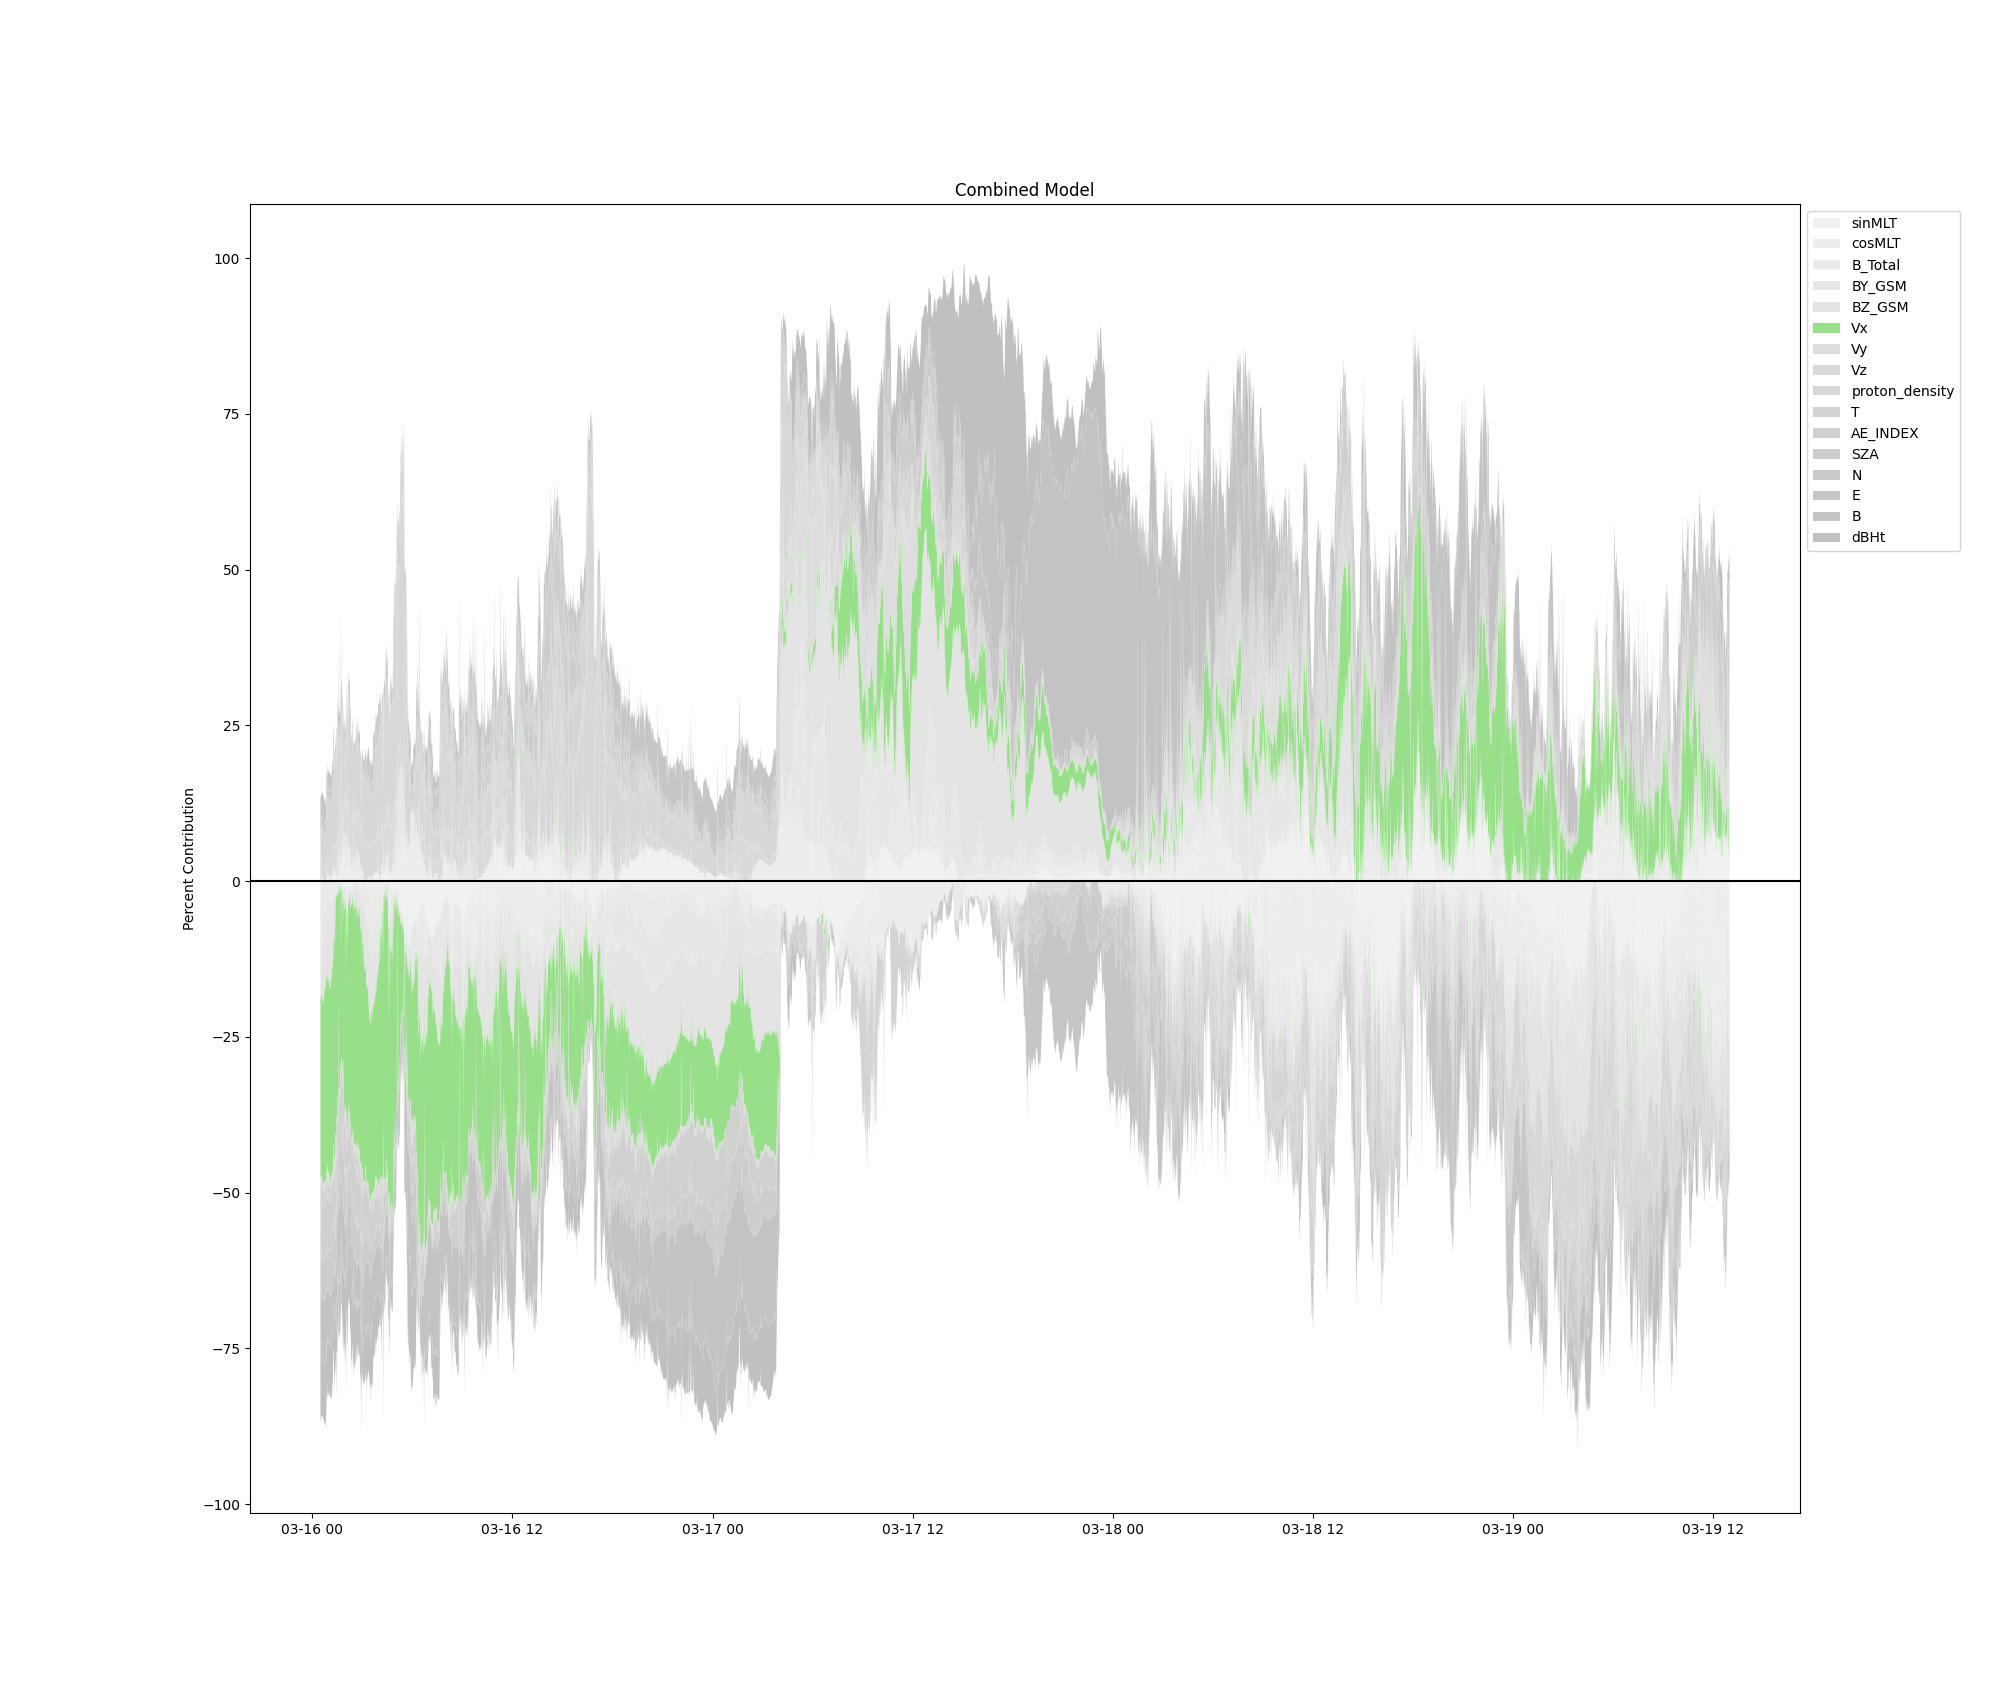 Combined Model
Percent Contribution
100
75
50
25
0
−25
−50
−75
−100
03-16 00
03-16 12
03-17 00
03-17 12
03-18 00
03-18 12
03-19 00
03-19 12
sinMLT
cosMLT
B_Total
BY_GSM
BZ_GSM
Vx
Vy
Vz
proton_density
T
AE_INDEX
SZA
N
E
B
dBHt